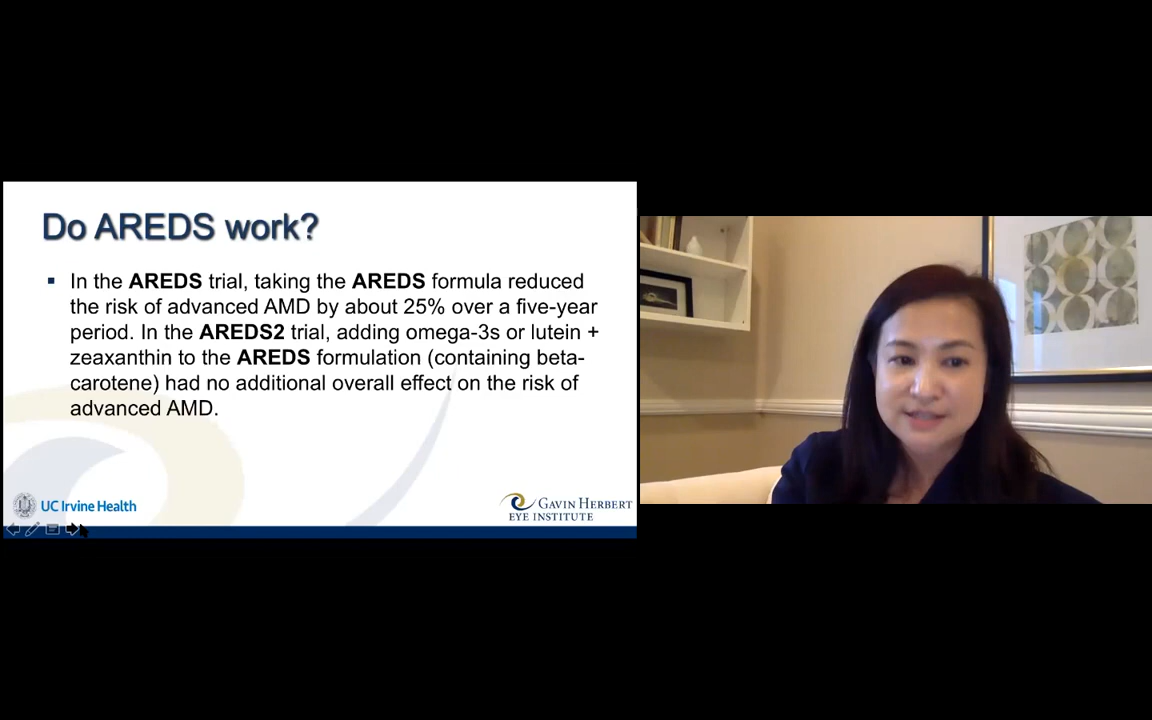 Do AREDS work?
In the AREDS trial, taking the AREDS formula reduced
the risk of advanced AMD by about 25% over a five-year
period. In the AREDS2 trial, adding omega-3s or lutein +
zeaxanthin to the AREDS formulation (containing beta-
carotene) had no additional overall effect on the risk of
advanced AMD.
UC Irvine Health
GAVIN HERBERT
EYE INSTITUTE